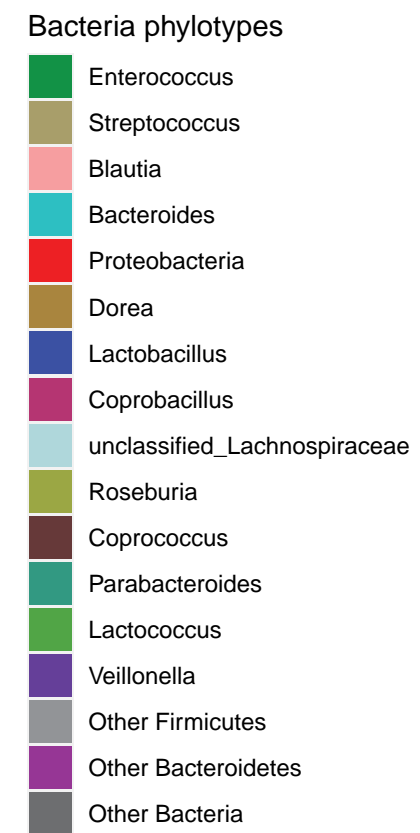 Bacteria phylotypes
Enterococcus
Streptococcus
Blautia
Bacteroides
Proteobacteria
Dorea
Lactobacillus
Coprobacillus
unclassified_Lachnospiraceae
Roseburia
Coprococcus
Parabacteroides
Lactococcus
Veillonella
Other Firmicutes
Other Bacteroidetes
Other Bacteria